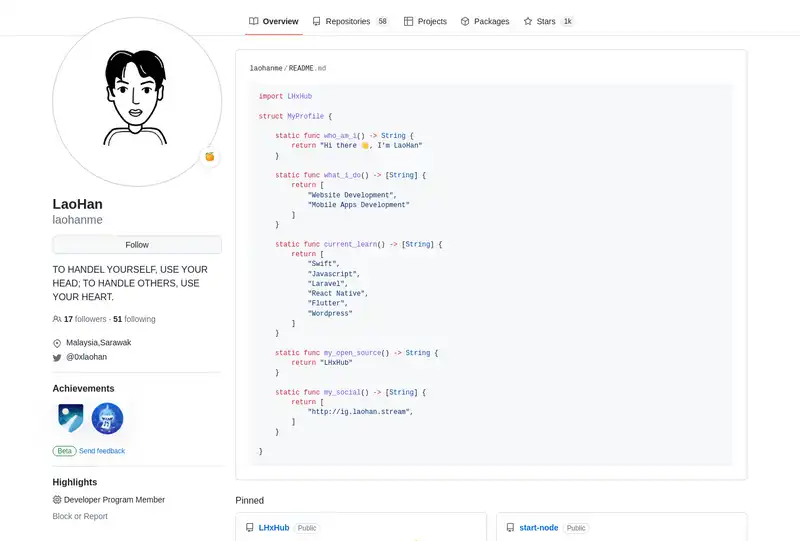 Overview Repositories 58 Projects Packages Stars 1k
laohanme/README.md
import LHxHub
struct MyProfile {
static func who_am_i() -> String {
return "Hi there 👋, I'm LaoHan"
}
static func what_i_do() -> [String] {
return [
"Website Development",
"Mobile Apps Development"
]
}
static func current_learn() -> [String] {
return [
"Swift",
"Javascript",
"Laravel",
"React Native",
"Flutter",
"Wordpress"
]
}
static func my_open_source() -> String {
return "LHxHub"
}
static func my_social() -> [String] {
return [
"http://ig.laohan.stream",
]
}
}
LaoHan
laohanme
Follow
TO HANDEL YOURSELF, USE YOUR
HEAD; TO HANDLE OTHERS, USE
YOUR HEART.
17 followers · 51 following
Malaysia,Sarawak
@0xlaohan
Achievements
Beta Send feedback
Highlights
Developer Program Member
Block or Report
Pinned
LHxHub Public
start-node Public